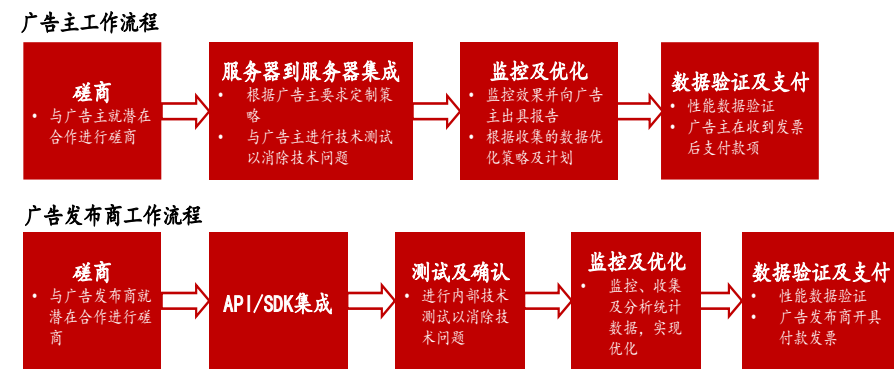 广告主工作流程
磋商
• 与广告主就潜在
合作进行磋商
服务器到服务器集成
• 根据广告主要求定制策
略
• 与广告主进行技术测试
以消除技术问题
监控及优化
• 监控效果并向广告
主出具报告
• 根据收集的数据优
化策略及计划
数据验证及支付
• 性能数据验证
• 广告主在收到发票
后支付款项
广告发布商工作流程
磋商
• 与广告发布商就
潜在合作进行磋
商
API/SDK集成
测试及确认
• 进行内部技术
测试以消除技
术问题
监控及优化
• 监控、收集
及分析统计
数据，实现
优化
数据验证及支付
• 性能数据验证
• 广告发布商开具
付款发票